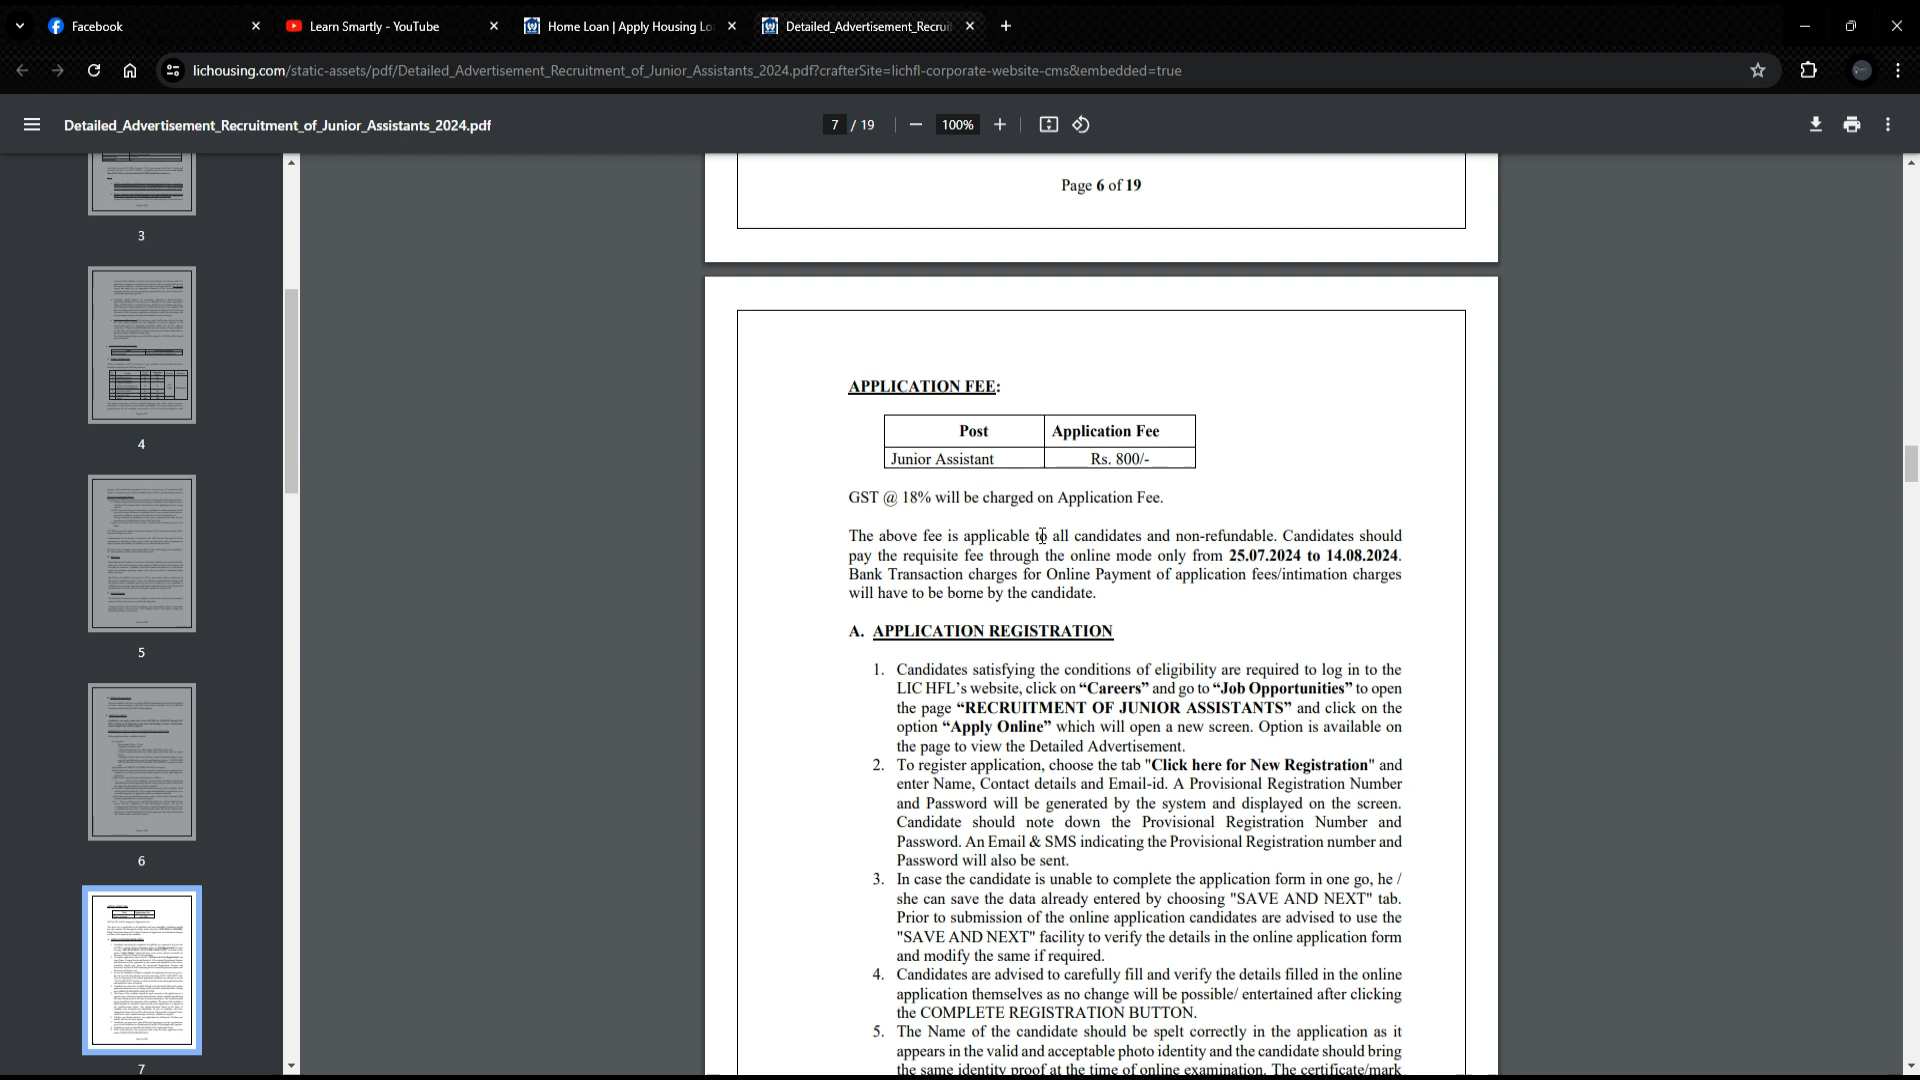 Facebook
Learn Smartly - YouTube
Home Loan | Apply Housing Lo
Detailed_Advertisement_Recrui
lichousing.com/static-assets/pdf/Detailed_Advertisement_Recruitment_of_Junior_Assistants_2024.pdf?crafterSite=lichfl-corporate-website-cms&embedded=true
Detailed_Advertisement_Recruitment_of_Junior_Assistants_2024.pdf
7 / 19
100%
3
4
5
6
7
Page 6 of 19
APPLICATION FEE:
Post Application Fee
Junior Assistant Rs. 800/-
GST @ 18% will be charged on Application Fee.
The above fee is applicable to all candidates and non-refundable. Candidates should
pay the requisite fee through the online mode only from 25.07.2024 to 14.08.2024.
Bank Transaction charges for Online Payment of application fees/intimation charges
will have to be borne by the candidate.
A. APPLICATION REGISTRATION
1. Candidates satisfying the conditions of eligibility are required to log in to the
LIC HFL’s website, click on “Careers” and go to “Job Opportunities” to open
the page “RECRUITMENT OF JUNIOR ASSISTANTS” and click on the
option “Apply Online” which will open a new screen. Option is available on
the page to view the Detailed Advertisement.
2. To register application, choose the tab "Click here for New Registration" and
enter Name, Contact details and Email-id. A Provisional Registration Number
and Password will be generated by the system and displayed on the screen.
Candidate should note down the Provisional Registration Number and
Password. An Email & SMS indicating the Provisional Registration number and
Password will also be sent.
3. In case the candidate is unable to complete the application form in one go, he /
she can save the data already entered by choosing "SAVE AND NEXT" tab.
Prior to submission of the online application candidates are advised to use the
"SAVE AND NEXT" facility to verify the details in the online application form
and modify the same if required.
4. Candidates are advised to carefully fill and verify the details filled in the online
application themselves as no change will be possible/ entertained after clicking
the COMPLETE REGISTRATION BUTTON.
5. The Name of the candidate should be spelt correctly in the application as it
appears in the valid and acceptable photo identity and the candidate should bring
the same identity proof at the time of online examination. The certificate/mark